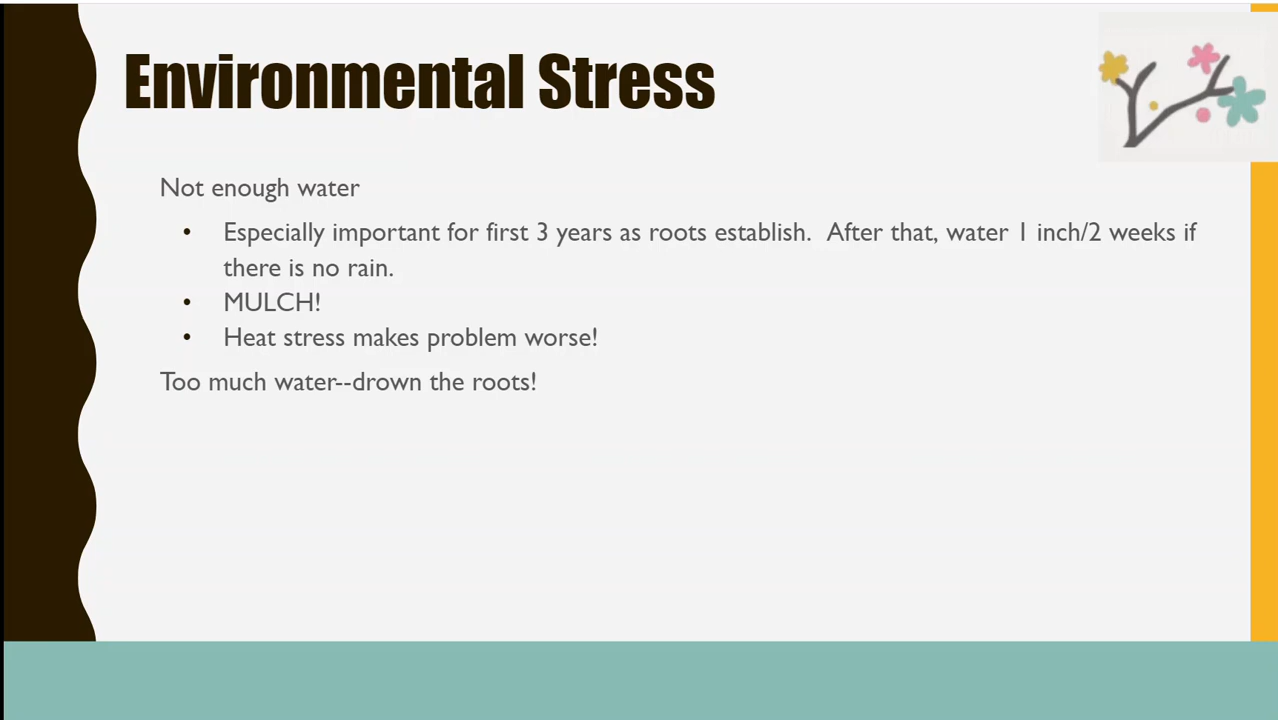 Environmental Stress
Not enough water
• Especially important for first 3 years as roots establish.  After that, water 1 inch/2 weeks if
there is no rain.
• MULCH!
• Heat stress makes problem worse!
Too much water--drown the roots!